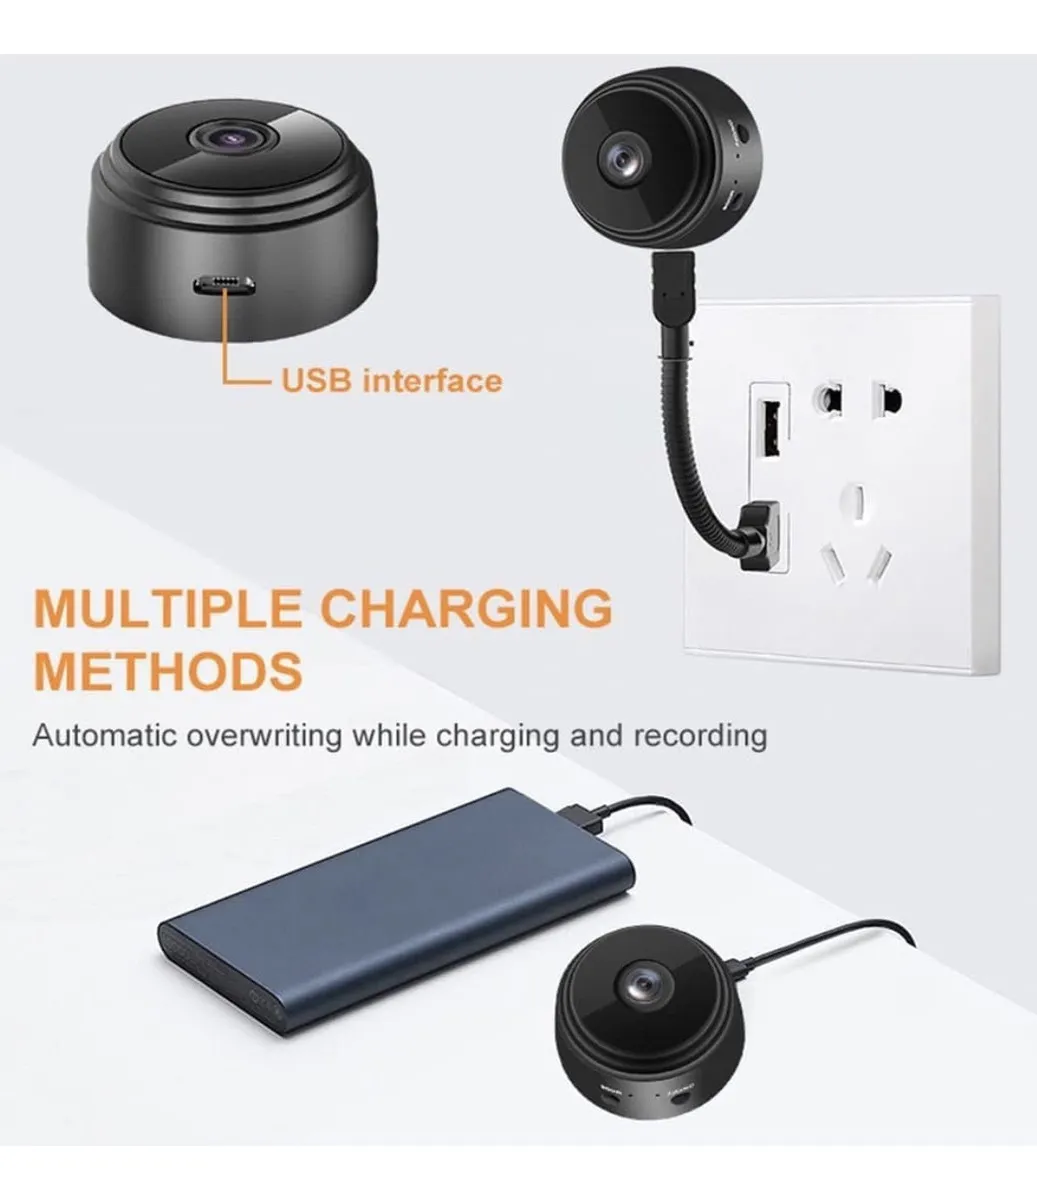 USB interface
MULTIPLE CHARGING
METHODS
Automatic overwriting while charging and recording